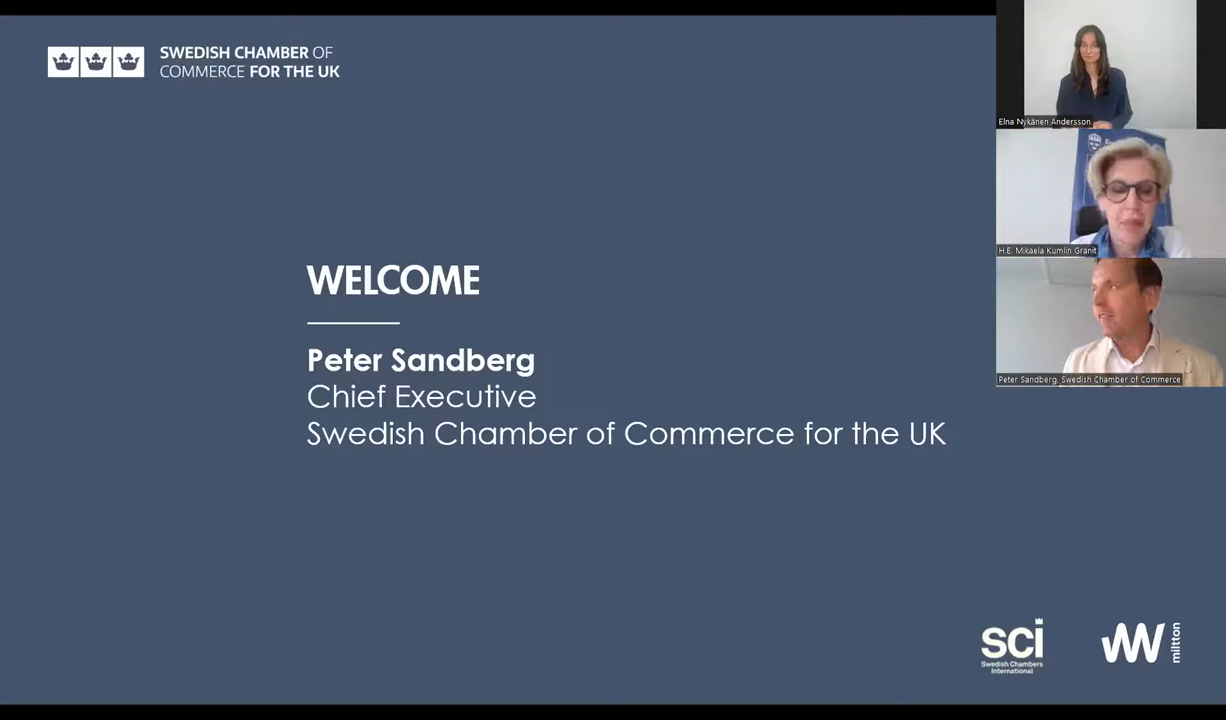 SWEDISH CHAMBER OF
COMMERCE FOR THE UK
Elna Nykänen Andersson
H.E. Mikaela Kumlin Granit
WELCOME
Peter Sandberg
Chief Executive
Swedish Chamber of Commerce for the UK
Peter Sandberg, Swedish Chamber of Commerce
sci
Swedish Chambers
International
miltton